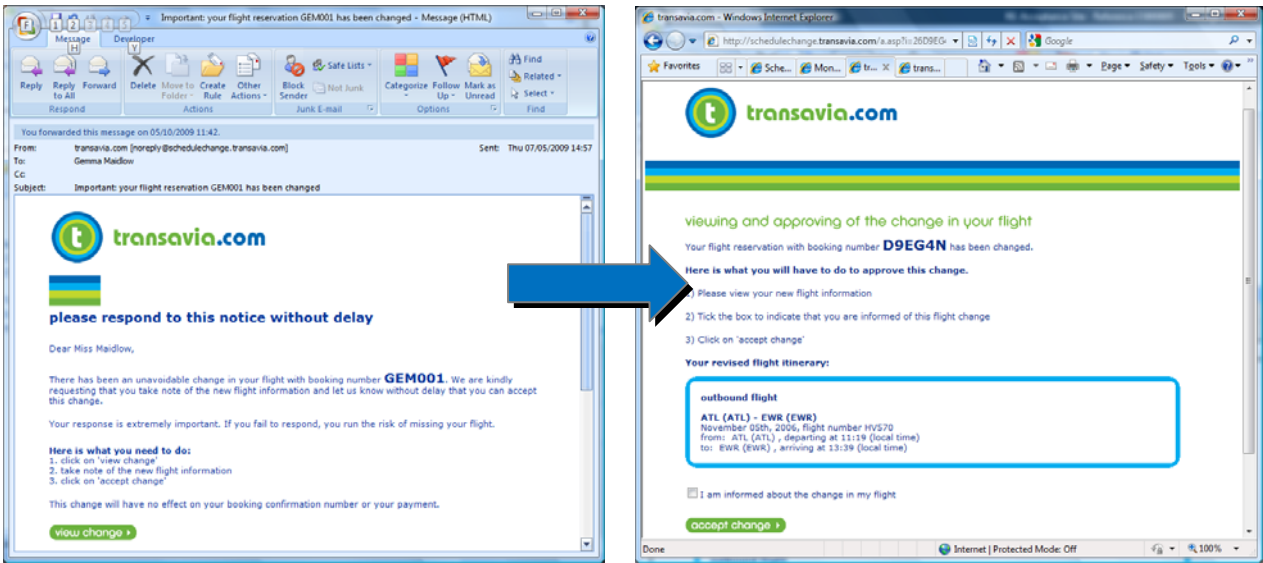 Important: your flight reservation GEM001 has been changed - Message (HTML)
F 1 2 3 4 5
Message Developer
H Y
Reply Reply to All Forward
Respond
Delete Move to Folder Create Rule Other Actions
Actions
Block Sender Safe Lists Not Junk
Junk E-mail
Categorize Follow Up Mark as Unread
Options
Find Related Select
Find
You forwarded this message on 05/10/2009 11:42.
From: transavia.com [noreply@schedulechange.transavia.com] Sent: Thu 07/05/2009 14:57
To: Gemma Maidlow
Cc:
Subject: Important: your flight reservation GEM001 has been changed
t transavia.com
please respond to this notice without delay
Dear Miss Maidlow,
There has been an unavoidable change in your flight with booking number GEM001. We are kindly
requesting that you take note of the new flight information and let us know without delay that you can accept
this change.
Your response is extremely important. If you fail to respond, you run the risk of missing your flight.
Here is what you need to do:
1. click on 'view change'
2. take note of the new flight information
3. click on 'accept change'
This change will have no effect on your booking confirmation number or your payment.
view change
transavia.com - Windows Internet Explorer
http://schedulechange.transavia.com/a.asp?i=26D9EG Google
Favorites Sche... Mon... tr... X trans... Page Safety Tools
t transavia.com
viewing and approving of the change in your flight
Your flight reservation with booking number D9EG4N has been changed.
Here is what you will have to do to approve this change.
1) Please view your new flight information
2) Tick the box to indicate that you are informed of this flight change
3) Click on 'accept change'
Your revised flight itinerary:
outbound flight
ATL (ATL) - EWR (EWR)
November 05th, 2006, flight number HV570
from: ATL (ATL) , departing at 11:19 (local time)
to: EWR (EWR) , arriving at 13:39 (local time)
I am informed about the change in my flight
accept change
Done Internet | Protected Mode: Off 100%